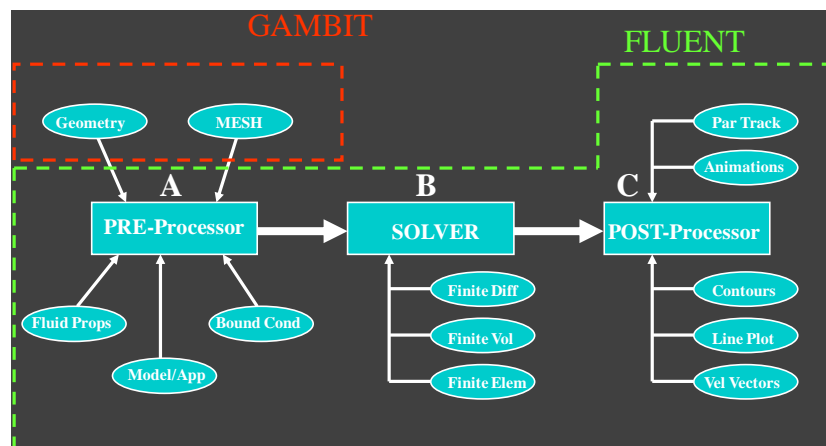 GAMBIT
FLUENT
Geometry
MESH
Par Track
Animations
A
B
C
PRE-Processor
SOLVER
POST-Processor
Fluid Props
Bound Cond
Model/App
Finite Diff
Finite Vol
Finite Elem
Contours
Line Plot
Vel Vectors